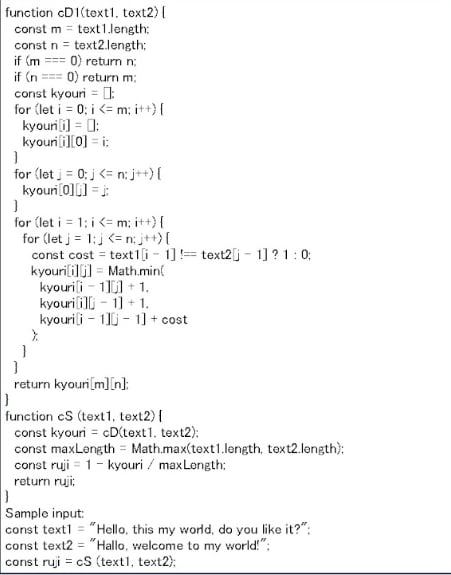 function cD1(text1, text2) {
const m = text1.length;
const n = text2.length;
if (m === 0) return n;
if (n === 0) return m;
const kyouri = [];
for (let i = 0; i <= m; i++) {
kyouri[i] = [];
kyouri[i][0] = i;
}
for (let j = 0; j <= n; j++) {
kyouri[0][j] = j;
}
for (let i = 1; i <= m; i++) {
for (let j = 1; j <= n; j++) {
const cost = text1[i - 1] !== text2[j - 1] ? 1 : 0;
kyouri[i][j] = Math.min(
kyouri[i - 1][j] + 1,
kyouri[i][j - 1] + 1,
kyouri[i - 1][j - 1] + cost
);
}
}
return kyouri[m][n];
}
function cS (text1, text2) {
const kyouri = cD(text1, text2);
const maxLength = Math.max(text1.length, text2.length);
const ruji = 1 - kyouri / maxLength;
return ruji;
}
Sample input:
const text1 = "Hello, this my world, do you like it?";
const text2 = "Hallo, welcome to my world!";
const ruji = cS (text1, text2);